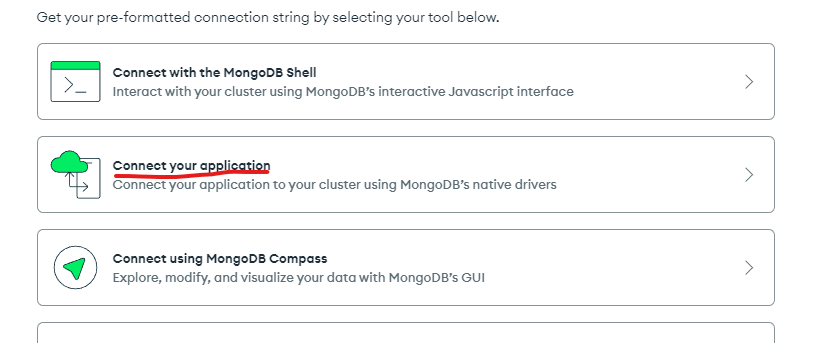 Get your pre-formatted connection string by selecting your tool below.
Connect with the MongoDB Shell
Interact with your cluster using MongoDB's interactive Javascript interface
Connect your application
Connect your application to your cluster using MongoDB's native drivers
Connect using MongoDB Compass
Explore, modify, and visualize your data with MongoDB's GUI